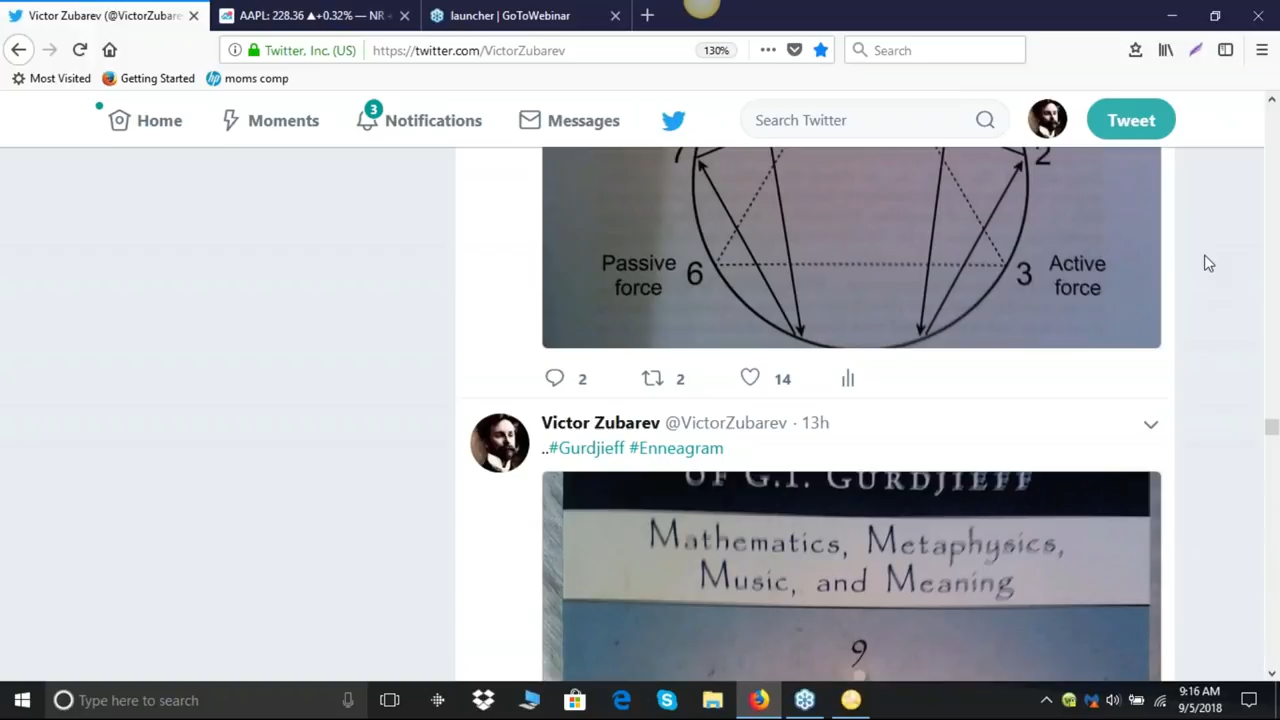 Victor Zubarev (@VictorZubare
AAPL: 228.36 ▲+0.32% — NR
launcher | GoToWebinar
Twitter, Inc. (US)
https://twitter.com/VictorZubarev
130%
Search
Most Visited
Getting Started
moms comp
Home
Moments
3
Notifications
Messages
Search Twitter
Tweet
7
2
Passive
force
6
3
Active
force
2
2
14
Victor Zubarev @VictorZubarev · 13h
..#Gurdjieff #Enneagram
OF G.I. GURDJIEFF
Mathematics, Metaphysics,
Music, and Meaning
9
Type here to search
9:16 AM
9/5/2018